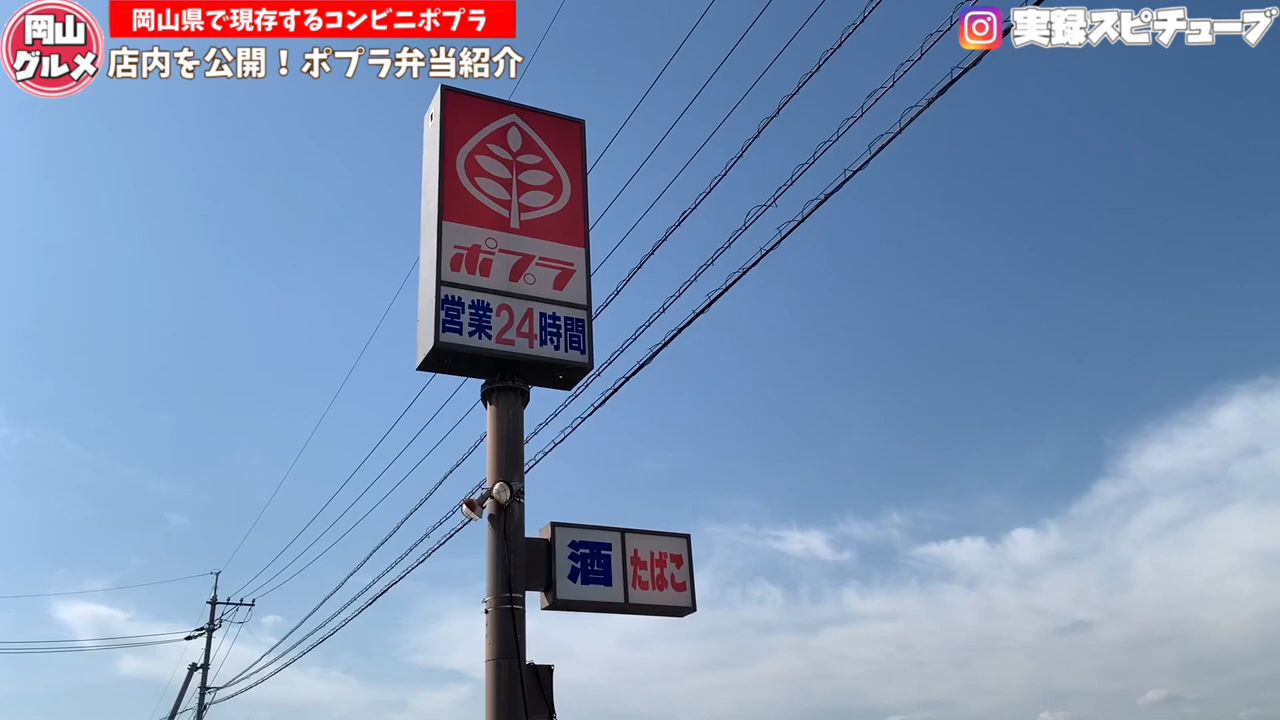 岡山
グルメ
岡山県で現存するコンビニポプラ
店内を公開！ポプラ弁当紹介
実録スピチューブ
ポプラ
営業24時間
酒
たばこ